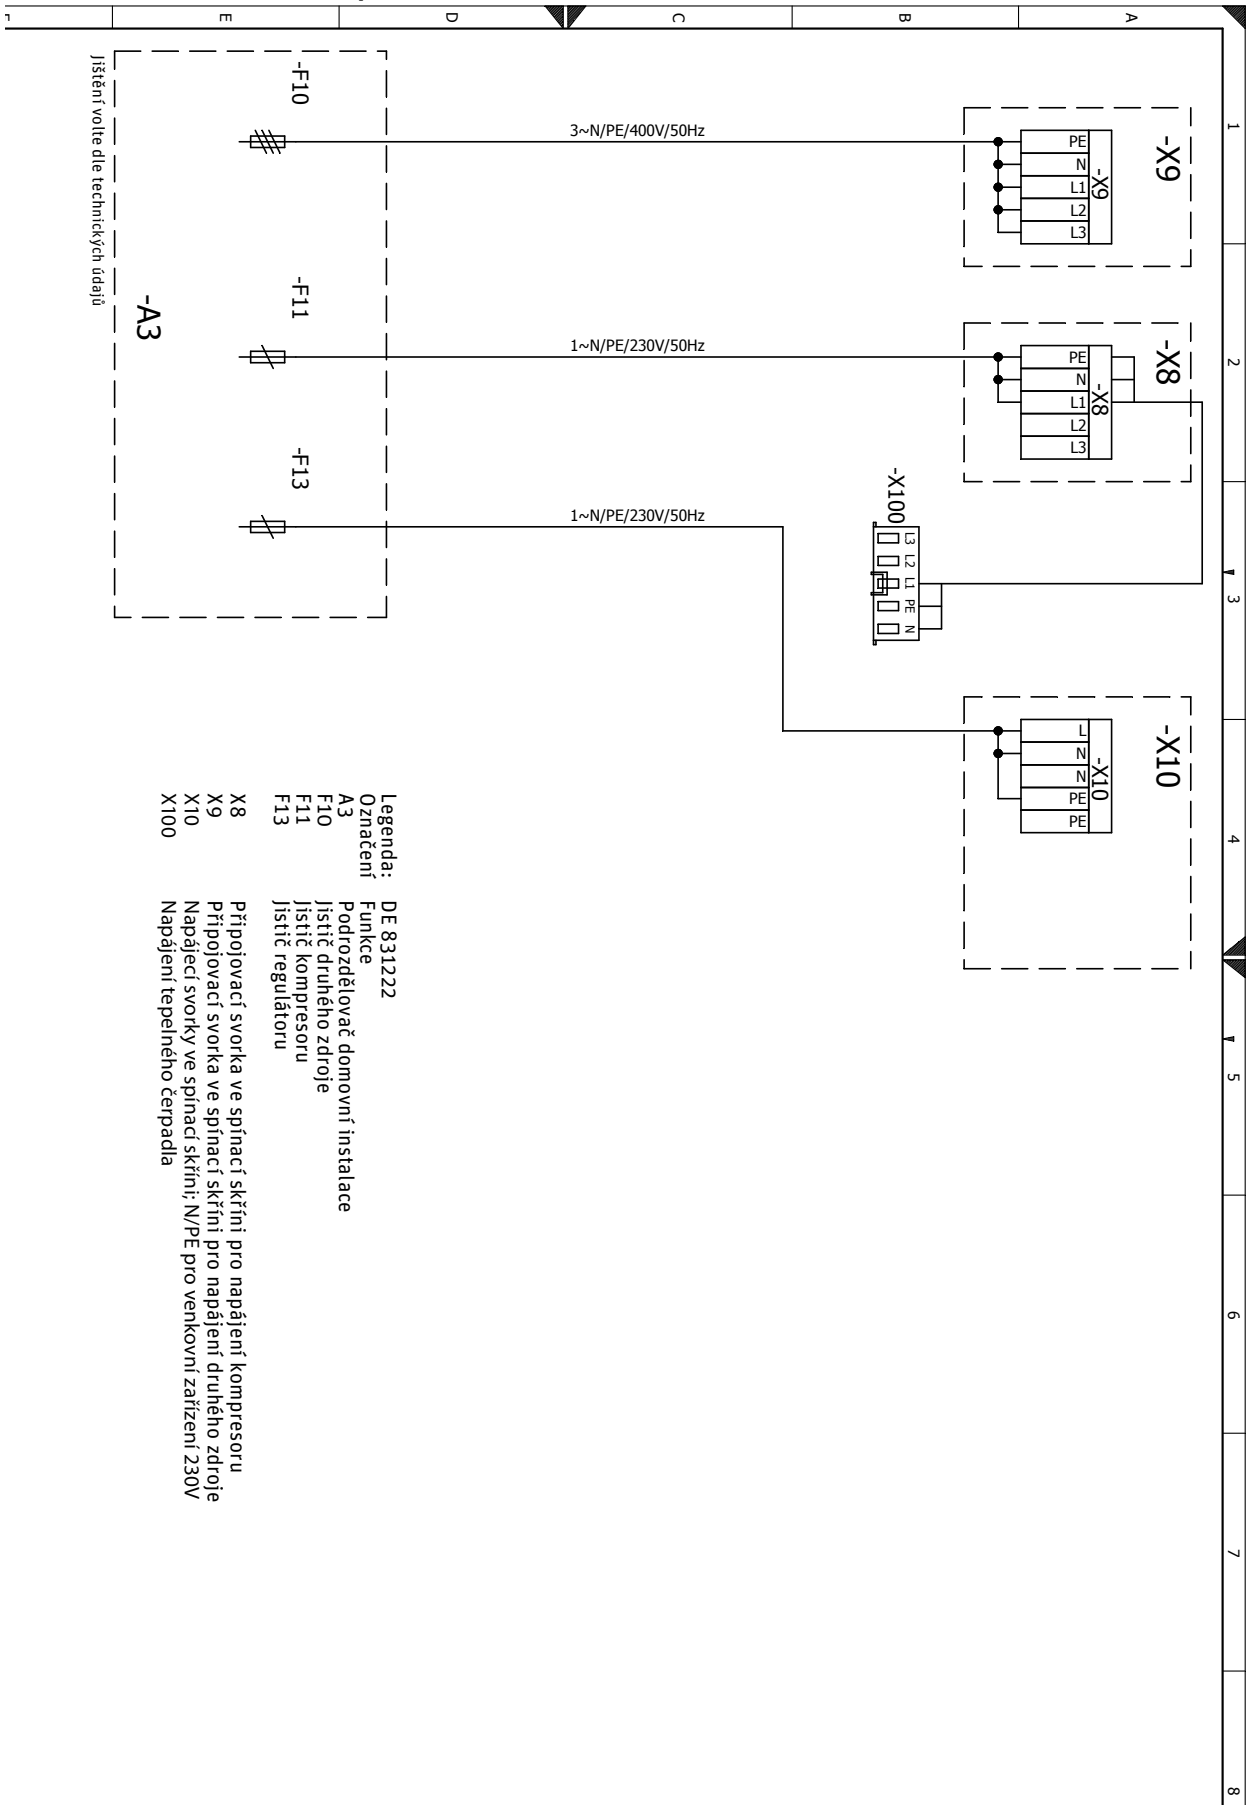 1
2
3
4
5
6
7
8
A
B
C
D
E
-X9
-X9
PE
N
L1
L2
L3
-X8
-X8
PE
N
L1
L2
L3
-X10
-X10
L
N
N
PE
PE
-X100
L3
L2
L1
PE
N
3~N/PE/400V/50Hz
1~N/PE/230V/50Hz
1~N/PE/230V/50Hz
-F10
-F11
-F13
-A3
Jištění volte dle technických údajů
Legenda: DE 831222
Označení Funkce
A3 Podrozdělovač domovní instalace
F10 Jistič druhého zdroje
F11 Jistič kompresoru
F13 Jistič regulátoru
X8 Připojovací svorka ve spínací skříni pro napájení kompresoru
X9 Připojovací svorka ve spínací skříni pro napájení druhého zdroje
X10 Napájecí svorky ve spínací skříni; N/PE pro venkovní zařízení 230V
X100 Napájení tepelného čerpadla